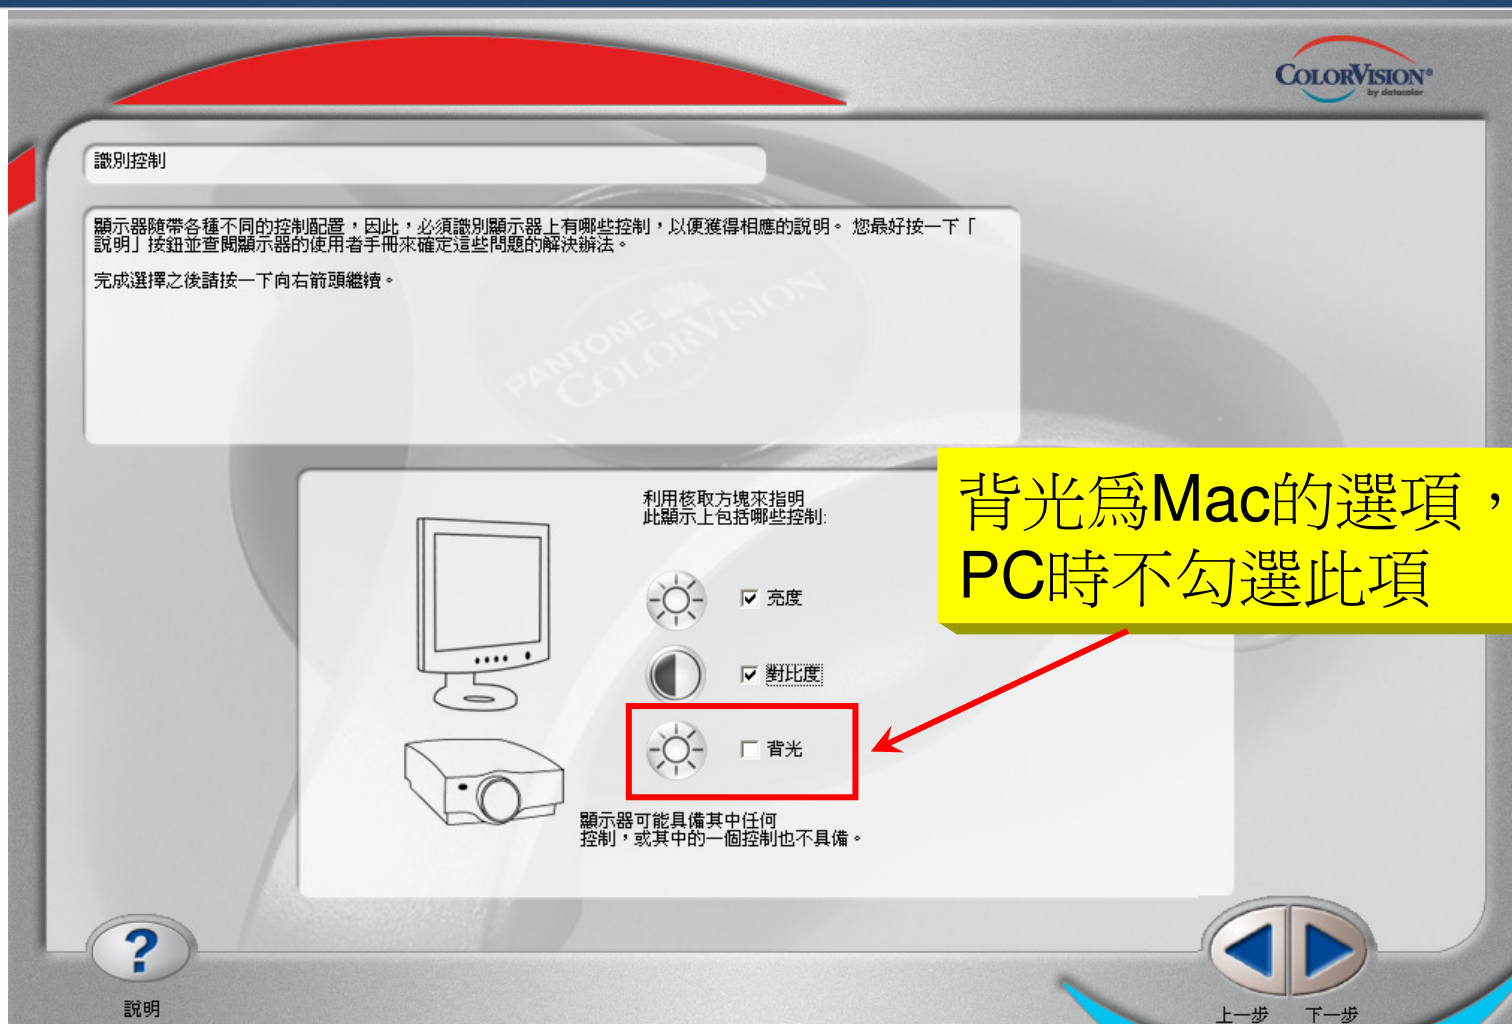 COLORVISION®
by datacolor
識別控制
顯示器隨帶各種不同的控制配置，因此，必須識別顯示器上有哪些控制，以便獲得相應的說明。 您最好按一下「
說明」按鈕並查閱顯示器的使用者手冊來確定這些問題的解決辦法。
完成選擇之後請按一下向右箭頭繼續。
PANTONE
COLORVISION
利用核取方塊來指明
此顯示上包括哪些控制:
背光為Mac的選項，
PC時不勾選此項
亮度
對比度
背光
顯示器可能具備其中任何
控制，或其中的一個控制也不具備。
?
說明
上一步 下一步